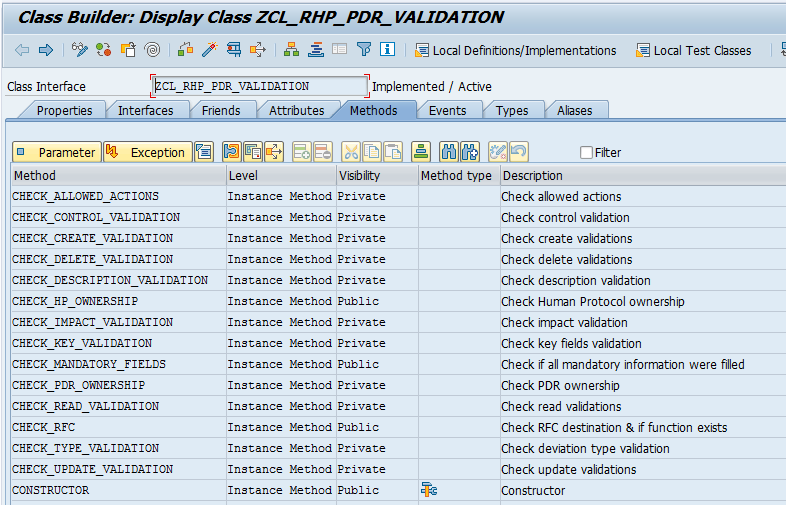 Class Builder: Display Class ZCL_RHP_PDR_VALIDATION
Local Definitions/Implementations Local Test Classes
Class Interface ZCL_RHP_PDR_VALIDATION Implemented / Active
Properties Interfaces Friends Attributes Methods Events Types Aliases
Parameter Exception Filter
Method Level Visibility Method type Description
CHECK_ALLOWED_ACTIONS Instance Method Private Check allowed actions
CHECK_CONTROL_VALIDATION Instance Method Private Check control validation
CHECK_CREATE_VALIDATION Instance Method Private Check create validations
CHECK_DELETE_VALIDATION Instance Method Private Check delete validations
CHECK_DESCRIPTION_VALIDATION Instance Method Private Check description validation
CHECK_HP_OWNERSHIP Instance Method Public Check Human Protocol ownership
CHECK_IMPACT_VALIDATION Instance Method Private Check impact validation
CHECK_KEY_VALIDATION Instance Method Private Check key fields validation
CHECK_MANDATORY_FIELDS Instance Method Public Check if all mandatory information were filled
CHECK_PDR_OWNERSHIP Instance Method Private Check PDR ownership
CHECK_READ_VALIDATION Instance Method Private Check read validations
CHECK_RFC Instance Method Public Check RFC destination & if function exists
CHECK_TYPE_VALIDATION Instance Method Private Check deviation type validation
CHECK_UPDATE_VALIDATION Instance Method Private Check update validations
CONSTRUCTOR Instance Method Public Constructor